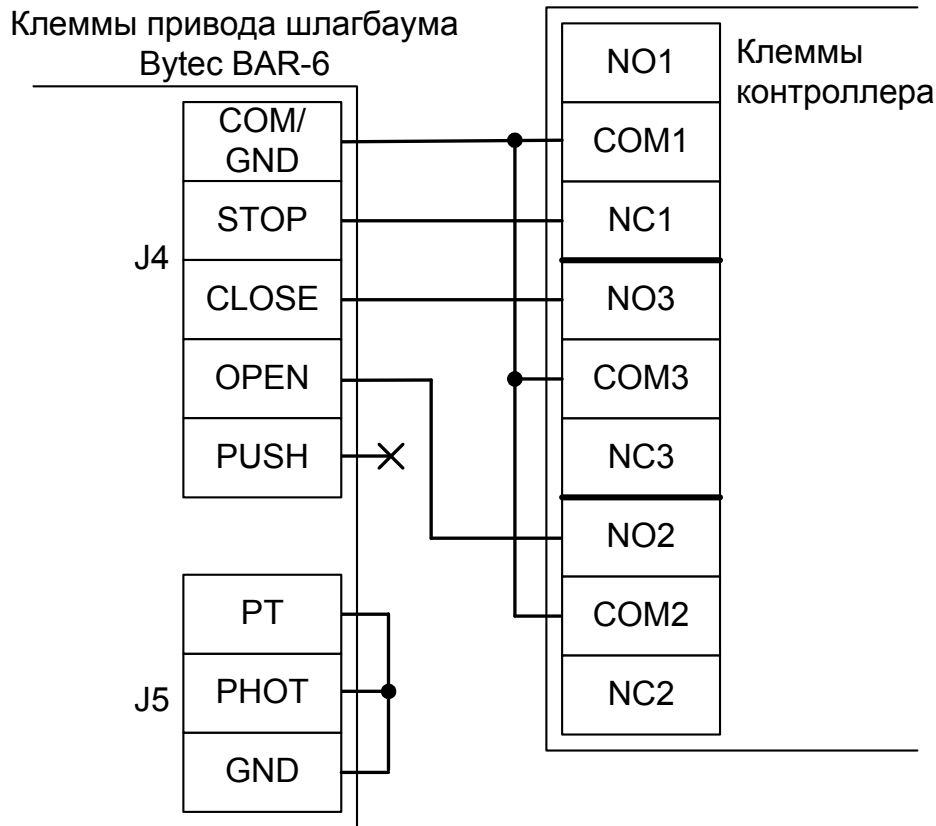 Клеммы привода шлагбаума
Bytec BAR-6
J4
COM/
GND
STOP
CLOSE
OPEN
PUSH
J5
PT
PHOT
GND
Клеммы
контроллера
NO1
COM1
NC1
NO3
COM3
NC3
NO2
COM2
NC2